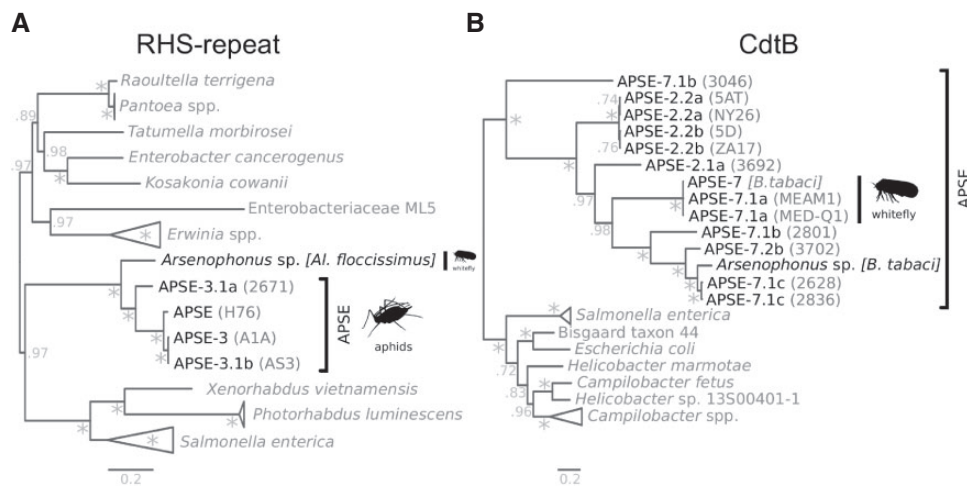 A
RHS-repeat
Raoultella terrigena
Pantoea spp.
.89
Tatumella morbirosei
.98
Enterobacter cancerogenus
.97
Kosakonia cowanii
Enterobacteriaceae ML5
.97
Erwinia spp.
Arsenophonus sp. [Al. floccissimus]
whitefly
APSE-3.1a (2671)
APSE (H76)
APSE-3 (A1A)
APSE-3.1b (AS3)
APSE
aphids
.97
Xenorhabdus vietnamensis
Photorhabdus luminescens
Salmonella enterica
0.2
B
CdtB
APSE-7.1b (3046)
.74
APSE-2.2a (5AT)
APSE-2.2a (NY26)
APSE-2.2b (5D)
.76
APSE-2.2b (ZA17)
APSE-2.1a (3692)
.97
APSE-7 [B.tabaci]
APSE-7.1a (MEAM1)
APSE-7.1a (MED-Q1)
whitefly
.98
APSE-7.1b (2801)
APSE-7.2b (3702)
Arsenophonus sp. [B. tabaci]
APSE-7.1c (2628)
APSE-7.1c (2836)
APSE
Salmonella enterica
Bisgaard taxon 44
Escherichia coli
.72
Helicobacter marmotae
.83
Campilobacter fetus
Helicobacter sp. 13S00401-1
.96
Campilobacter spp.
0.2